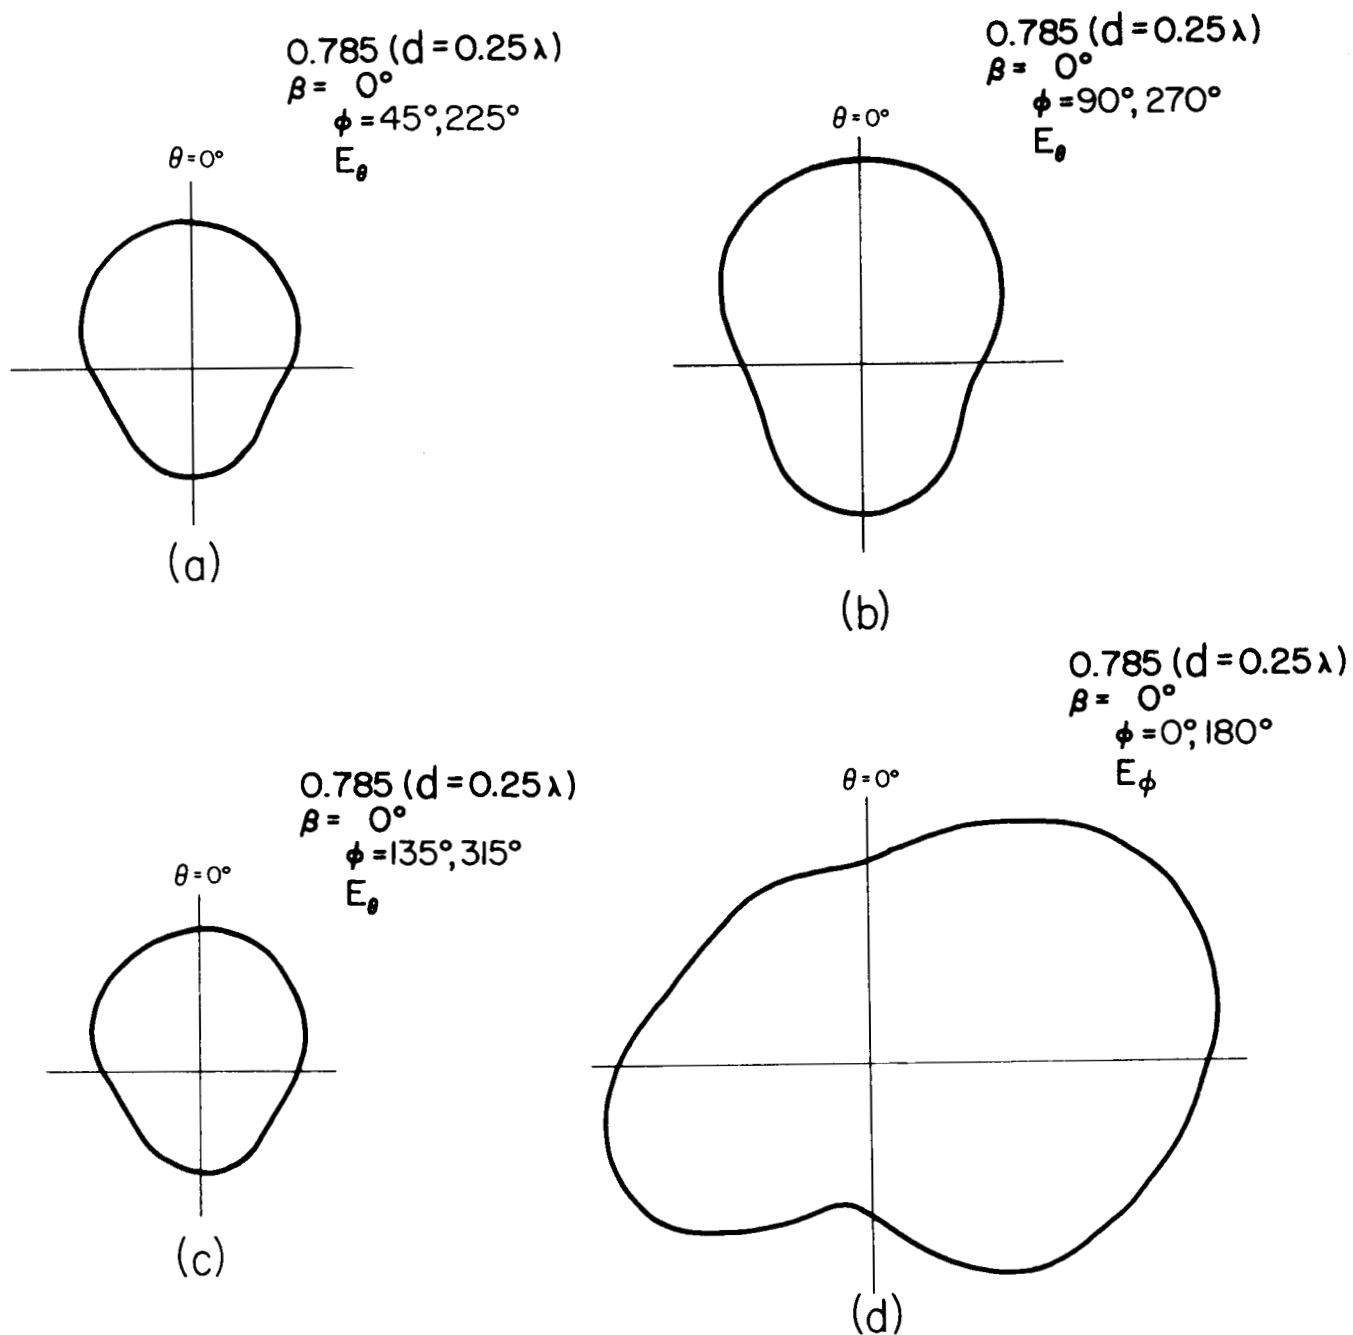 0.785 (d=0.25λ)
β= 0°
ϕ=45°,225°
E_θ
θ=0°
(a)
0.785 (d=0.25λ)
β= 0°
ϕ=90°,270°
E_θ
θ=0°
(b)
0.785 (d=0.25λ)
β= 0°
ϕ=135°,315°
E_θ
θ=0°
(c)
0.785 (d=0.25λ)
β= 0°
ϕ=0°,180°
E_ϕ
θ=0°
(d)